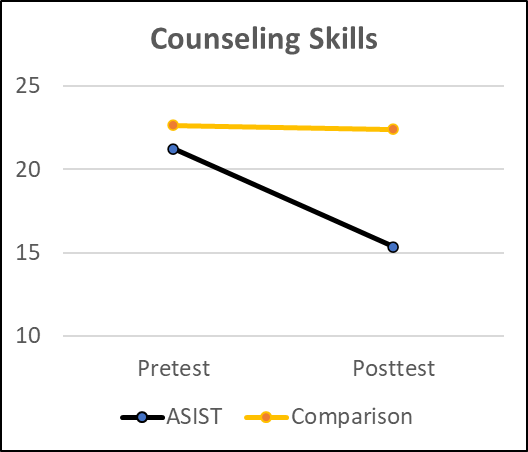 Counseling Skills
25
20
15
10
Pretest Posttest
ASIST Comparison